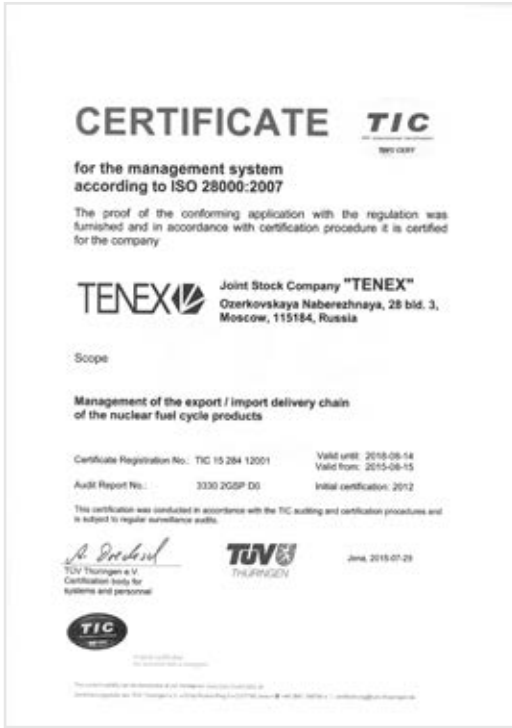 CERTIFICATE
TIC
TÜV CERT
for the management system
according to ISO 28000:2007
The proof of the conforming application with the regulation was
furnished and in accordance with certification procedure it is certified
for the company
TENEX
Joint Stock Company "TENEX"
Ozerkovskaya Naberezhnaya, 28 bld. 3,
Moscow, 115184, Russia
Scope
Management of the export / import delivery chain
of the nuclear fuel cycle products
Certificate Registration No.: TIC 15 284 12001
Valid until: 2018-08-14
Valid from: 2015-08-15
Audit Report No.: 3330 2GSP D0
Initial certification: 2012
This certification was conducted in accordance with the TIC auditing and certification procedures and
is subject to regular surveillance audits.
TÜV Thüringen e.V.
Certification body for
systems and personnel
TÜV
THÜRINGEN
Jena, 2015-07-29
TIC